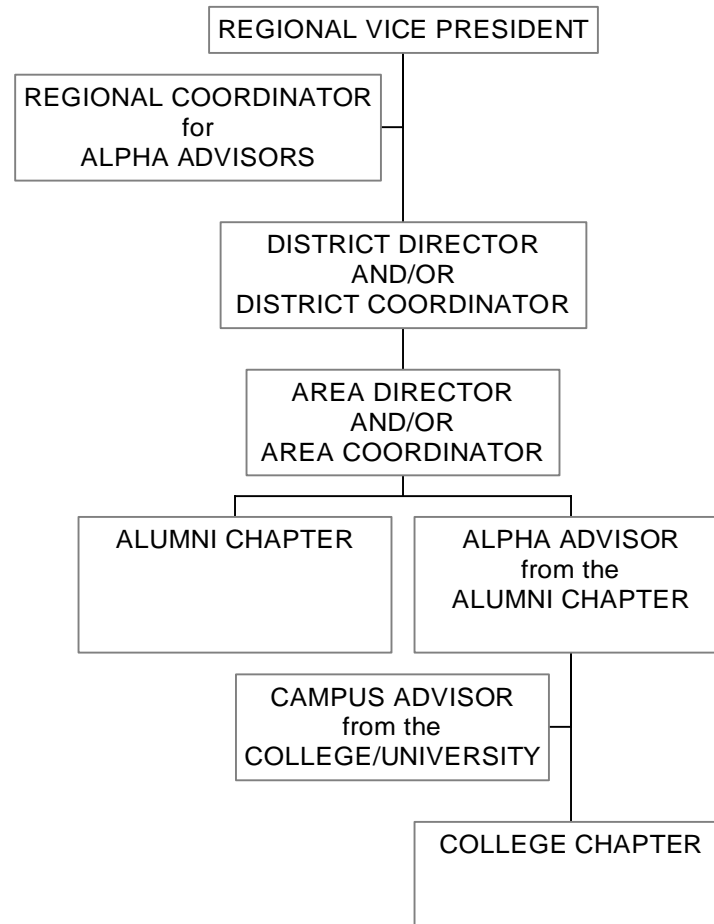 REGIONAL VICE PRESIDENT
REGIONAL COORDINATOR
for
ALPHA ADVISORS
DISTRICT DIRECTOR
AND/OR
DISTRICT COORDINATOR
AREA DIRECTOR
AND/OR
AREA COORDINATOR
ALUMNI CHAPTER
ALPHA ADVISOR
from the
ALUMNI CHAPTER
CAMPUS ADVISOR
from the
COLLEGE/UNIVERSITY
COLLEGE CHAPTER